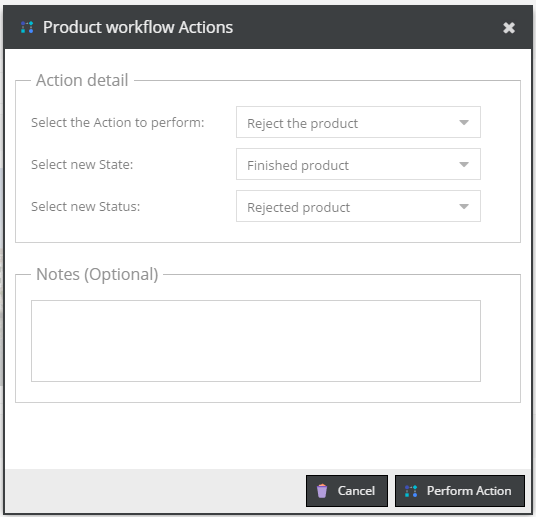 Product workflow Actions
Action detail
Select the Action to perform: Reject the product
Select new State: Finished product
Select new Status: Rejected product
Notes (Optional)
Cancel Perform Action